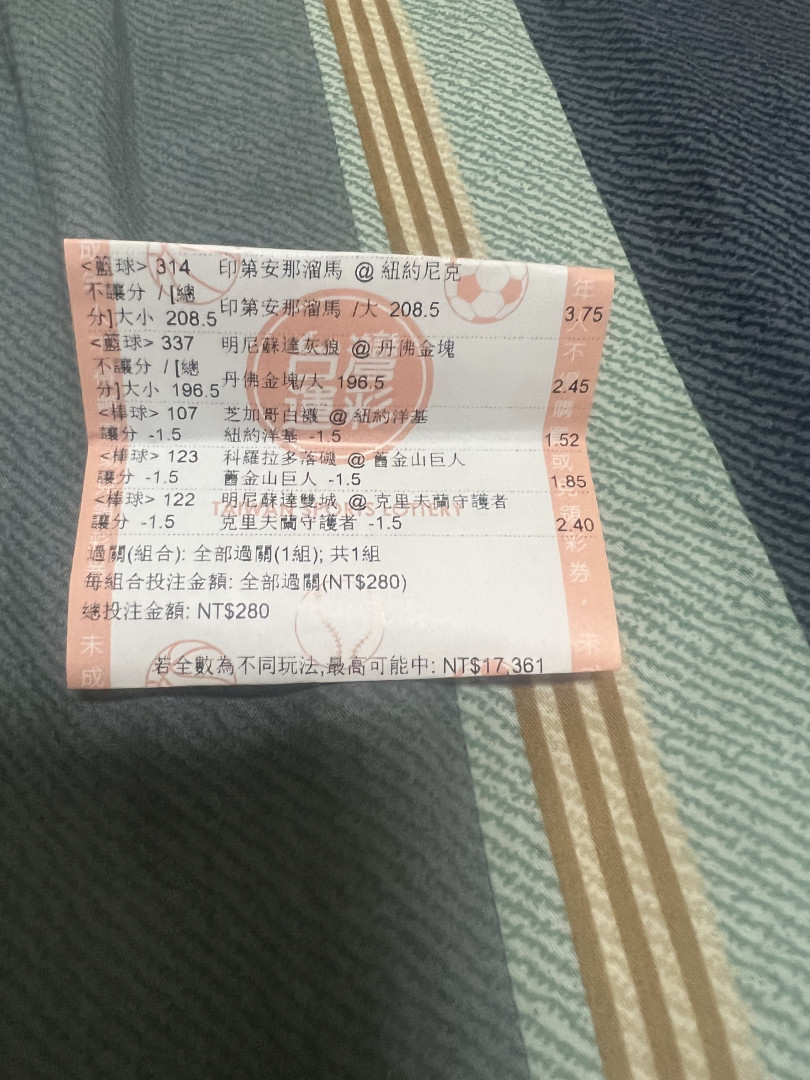 <籃球> 314 印第安那溜馬 @ 紐約尼克
不讓分 / [總
分]大小 208.5 印第安那溜馬 /大 208.5 3.75
<籃球> 337 明尼蘇達灰狼 @ 丹佛金塊
不讓分 / [總
分]大小 196.5 丹佛金塊/大 196.5 2.45
<棒球> 107 芝加哥白襪 @ 紐約洋基
讓分 -1.5 紐約洋基 -1.5 1.52
<棒球> 123 科羅拉多落磯 @ 舊金山巨人
讓分 -1.5 舊金山巨人 -1.5 1.85
<棒球> 122 明尼蘇達雙城 @ 克里夫蘭守護者
讓分 -1.5 克里夫蘭守護者 -1.5 2.40
台灣運彩
TAIWAN SPORTS LOTTERY
過關(組合): 全部過關(1組); 共1組
每組合投注金額: 全部過關(NT$280)
總投注金額: NT$280
若全數為不同玩法,最高可能中: NT$17,361